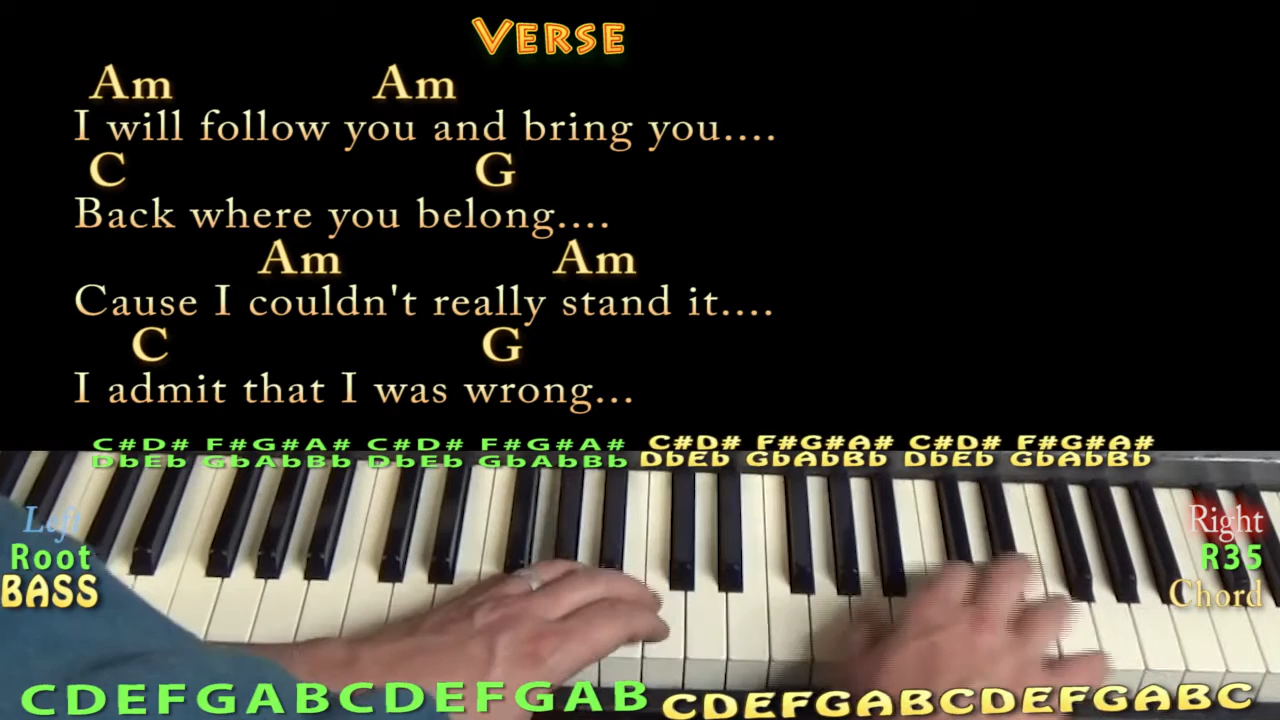 VERSE
Am Am
I will follow you and bring you....
C G
Back where you belong....
Am Am
Cause I couldn't really stand it....
C G
I admit that I was wrong...
C#D# F#G#A# C#D# F#G#A# C#D# F#G#A# C#D# F#G#A#
DbEb GbAbBb DbEb GbAbBb DbEb GbAbBb DbEb GbAbBb
Left
Root
BASS
Right
R35
Chord
CDEFGABCDEFGAB CDEFGABCDEFGABC